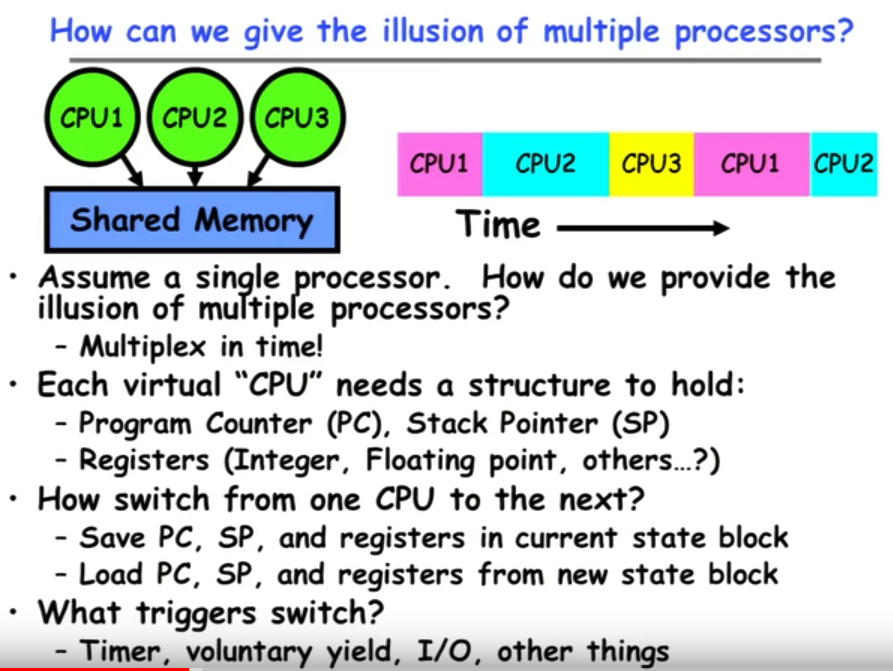 How can we give the illusion of multiple processors?
CPU1 CPU2 CPU3
CPU1 CPU2 CPU3 CPU1 CPU2
Shared Memory
Time
• Assume a single processor. How do we provide the
illusion of multiple processors?
– Multiplex in time!
• Each virtual “CPU” needs a structure to hold:
– Program Counter (PC), Stack Pointer (SP)
– Registers (Integer, Floating point, others…?)
• How switch from one CPU to the next?
– Save PC, SP, and registers in current state block
– Load PC, SP, and registers from new state block
• What triggers switch?
– Timer, voluntary yield, I/O, other things